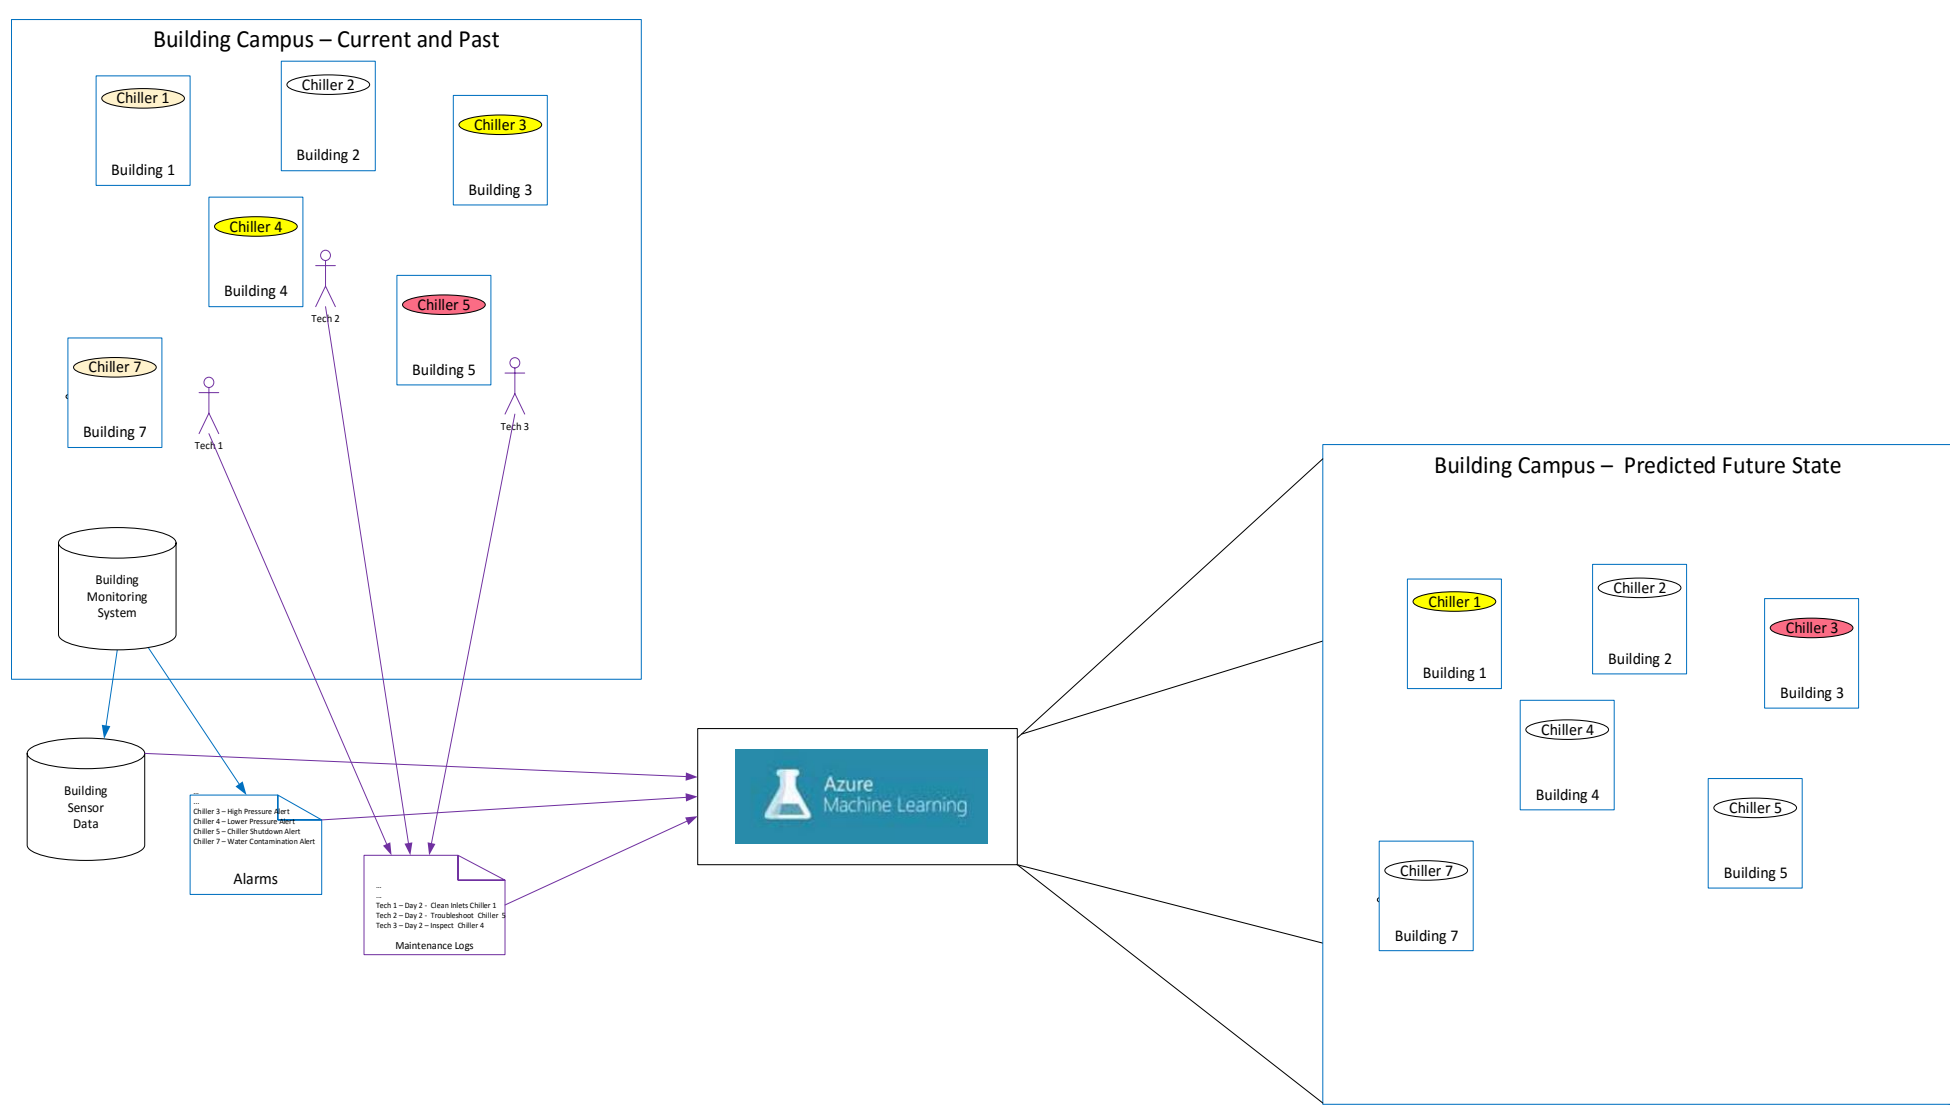 Building Campus – Current and Past
Chiller 1
Building 1
Chiller 2
Building 2
Chiller 3
Building 3
Chiller 4
Building 4
Tech 2
Chiller 5
Building 5
Tech 3
Chiller 7
Building 7
Tech 1
Building
Monitoring
System
Building
Sensor
Data
...
...
Chiller 3 – High Pressure Alert
Chiller 4 – Lower Pressure Alert
Chiller 5 – Chiller Shutdown Alert
Chiller 7 – Water Contamination Alert
Alarms
...
...
Tech 1 – Day 2 - Clean Inlets Chiller 1
Tech 2 – Day 2 - Troubleshoot Chiller 5
Tech 3 – Day 2 – Inspect Chiller 4
Maintenance Logs
Azure
Machine Learning
Building Campus – Predicted Future State
Chiller 1
Building 1
Chiller 2
Building 2
Chiller 3
Building 3
Chiller 4
Building 4
Chiller 5
Building 5
Chiller 7
Building 7